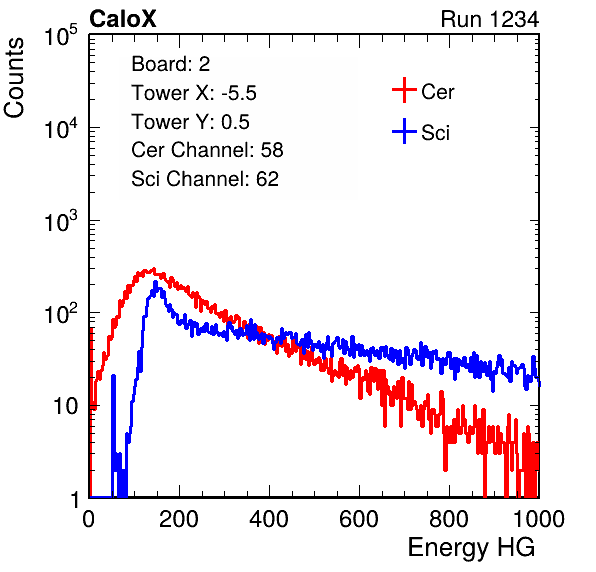 CaloX Run 1234
Counts
Board: 2
Tower X: -5.5
Tower Y: 0.5
Cer Channel: 58
Sci Channel: 62
Cer
Sci
10^5
10^4
10^3
10^2
10
1
0 200 400 600 800 1000
Energy HG